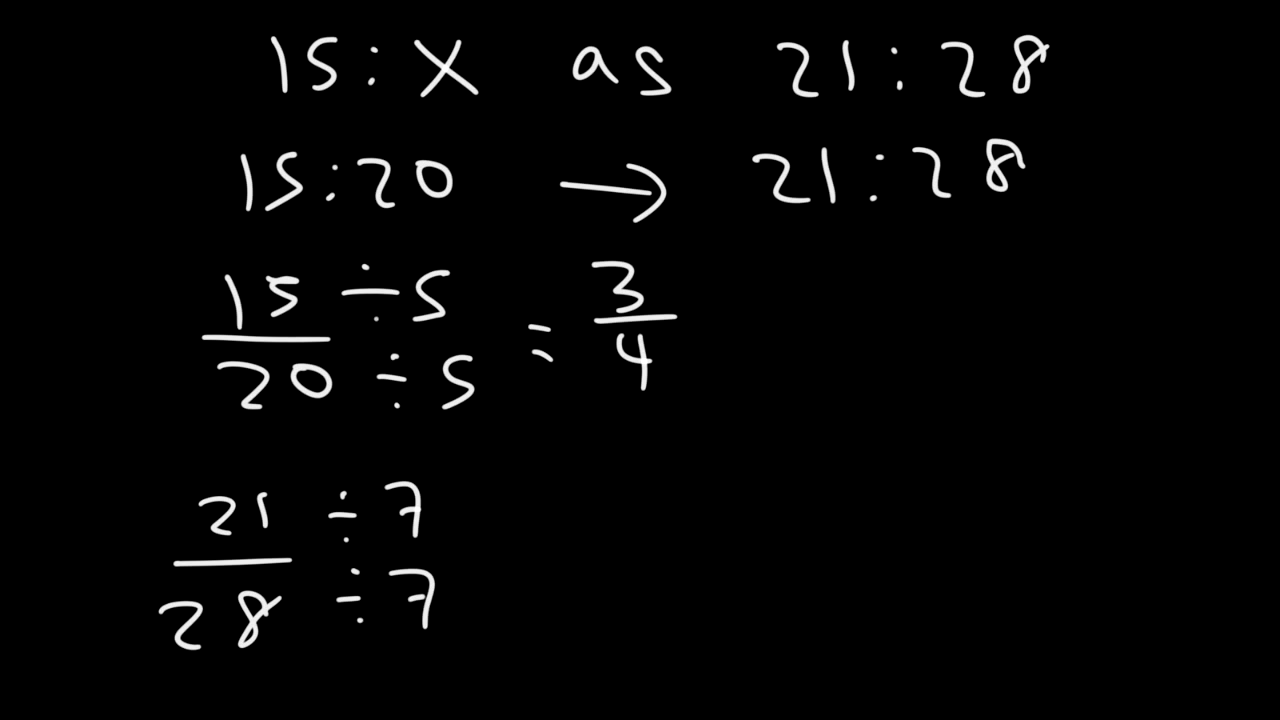 15:X as 21:28
15:20 → 21:28
15 ÷5
20 ÷5 = 3/4
21 ÷7
28 ÷7